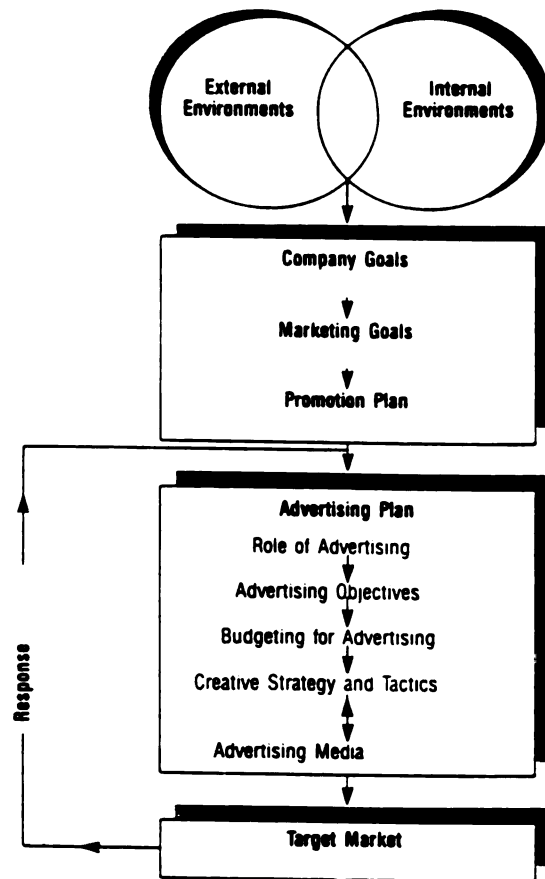 External
Environments
Internal
Environments
Company Goals
Marketing Goals
Promotion Plan
Advertising Plan
Role of Advertising
Advertising Objectives
Budgeting for Advertising
Creative Strategy and Tactics
Advertising Media
Response
Target Market